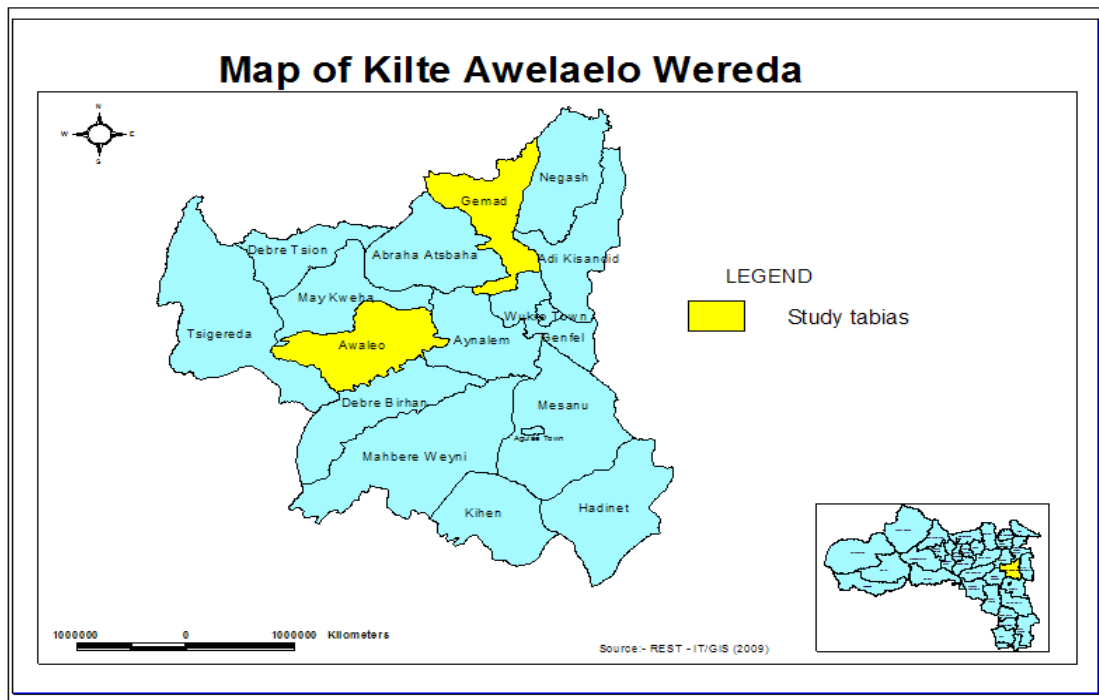 Map of Kilte Awelaelo Wereda
N
W E
S
Negash
Gemad
Debre Tsion
Abraha Atsbaha
Adi Kisandid
LEGEND
May Kweha
Wukro Town
Study tabias
Tsigereda
Awaleo
Aynalem
Genfel
Debre Birhan
Mesanu
Agulae Town
Mahbere Weyni
Kihen
Hadinet
1000000 0 1000000 Kilometers
Source:- REST - IT/GIS (2009)